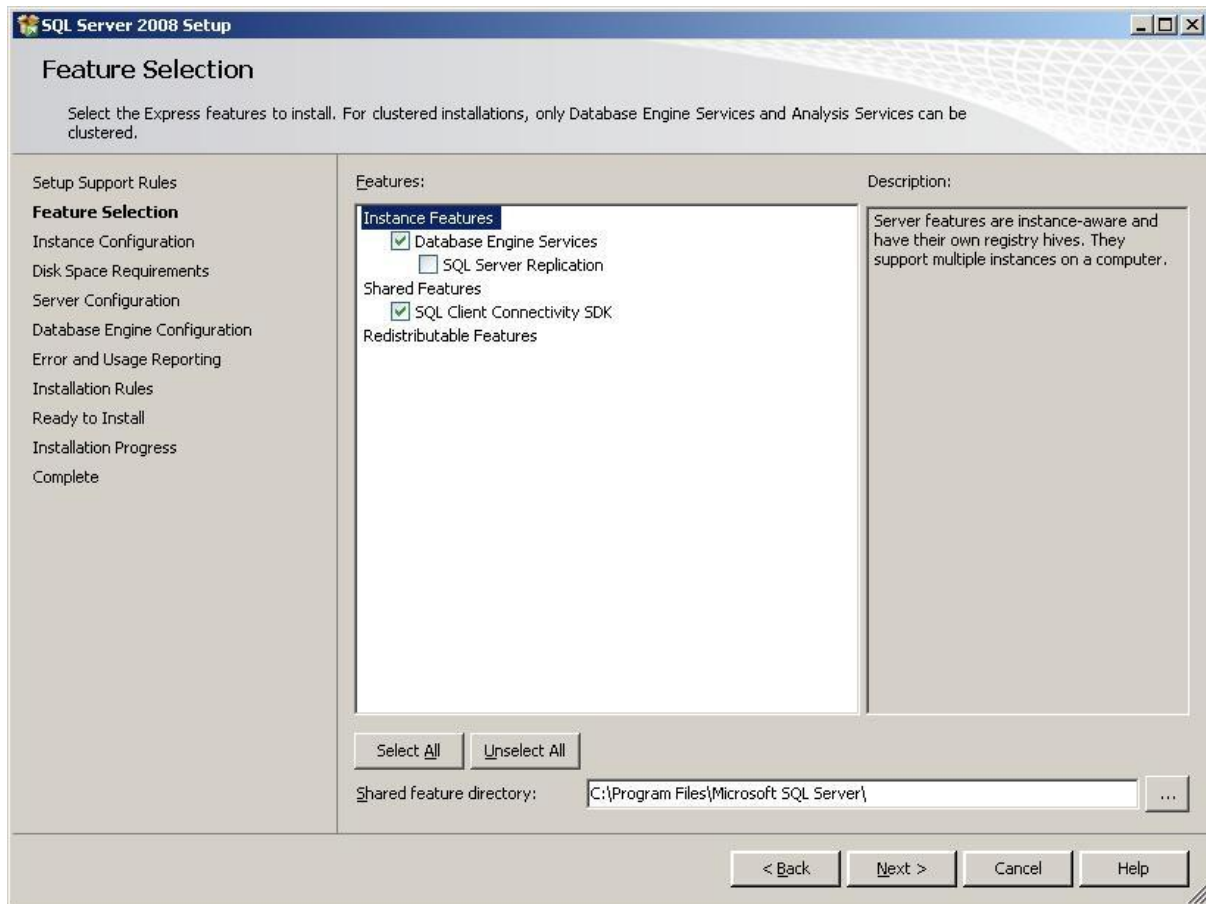 SQL Server 2008 Setup
Feature Selection
Select the Express features to install. For clustered installations, only Database Engine Services and Analysis Services can be
clustered.
Setup Support Rules
Feature Selection
Instance Configuration
Disk Space Requirements
Server Configuration
Database Engine Configuration
Error and Usage Reporting
Installation Rules
Ready to Install
Installation Progress
Complete
Features:
Instance Features
Database Engine Services
SQL Server Replication
Shared Features
SQL Client Connectivity SDK
Redistributable Features
Description:
Server features are instance-aware and
have their own registry hives. They
support multiple instances on a computer.
Select All
Unselect All
Shared feature directory:
C:\Program Files\Microsoft SQL Server\
...
< Back
Next >
Cancel
Help